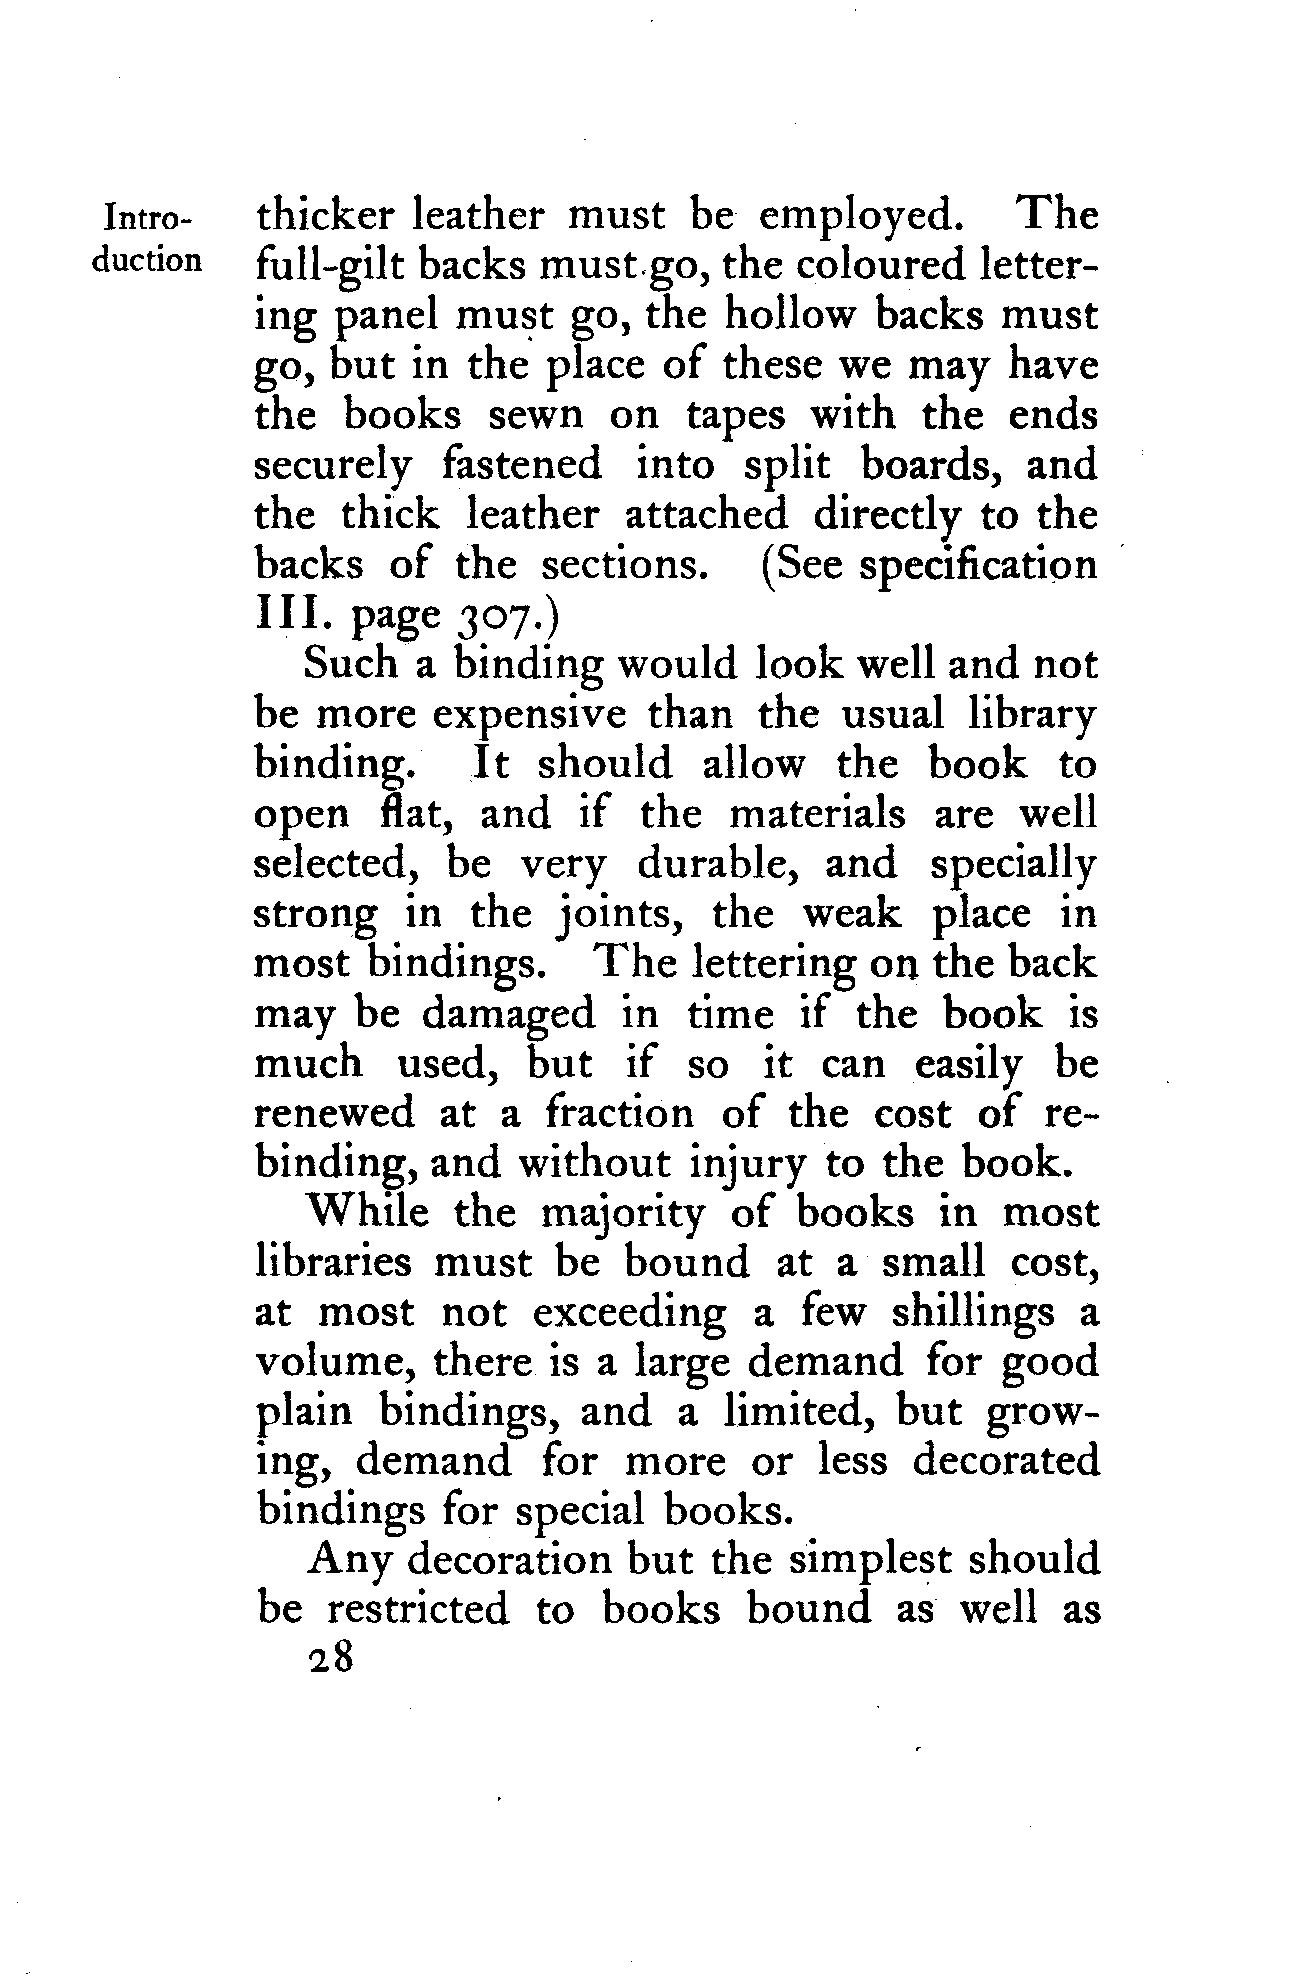 Intro-
duction
thicker leather must be employed. The
full-gilt backs must go, the coloured letter-
ing panel must go, the hollow backs must
go, but in the place of these we may have
the books sewn on tapes with the ends
securely fastened into split boards, and
the thick leather attached directly to the
backs of the sections. (See specification
III. page 307.)
Such a binding would look well and not
be more expensive than the usual library
binding. It should allow the book to
open flat, and if the materials are well
selected, be very durable, and specially
strong in the joints, the weak place in
most bindings. The lettering on the back
may be damaged in time if the book is
much used, but if so it can easily be
renewed at a fraction of the cost of re-
binding, and without injury to the book.
While the majority of books in most
libraries must be bound at a small cost,
at most not exceeding a few shillings a
volume, there is a large demand for good
plain bindings, and a limited, but grow-
ing, demand for more or less decorated
bindings for special books.
Any decoration but the simplest should
be restricted to books bound as well as
28